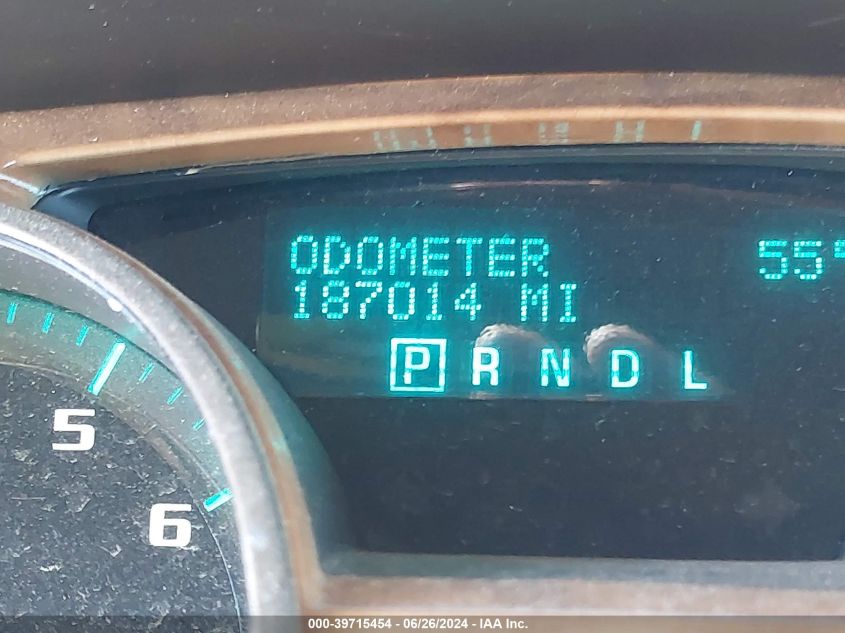 ODOMETER 55°
187014 MI
P R N D L
5
6
000-39715454 - 06/26/2024 - IAA Inc.